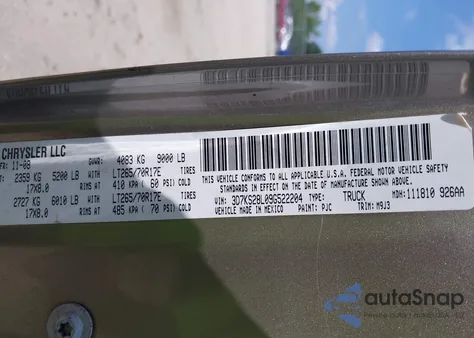 CHRYSLER LLC GVWR: 4083 KG 9000 LB
11-08
2359 KG 5200 LB WITH LT265/70R17E TIRES
17X8.0 RIMS AT 410 KPA ( 60 PSI) COLD
2727 KG 6010 LB LT265/70R17E TIRES
17X8.0 RIMS AT 485 KPA ( 70 PSI) COLD
THIS VEHICLE CONFORMS TO ALL APPLICABLE U.S.A. FEDERAL MOTOR VEHICLE SAFETY
STANDARDS IN EFFECT ON THE DATE OF MANUFACTURE SHOWN ABOVE.
VIN: 3D7KS28L09G522204 TYPE: TRUCK MDH:111810 926AA
VEHICLE MADE IN MEXICO PAINT: PJC TRIM: M9J3
autoSnap